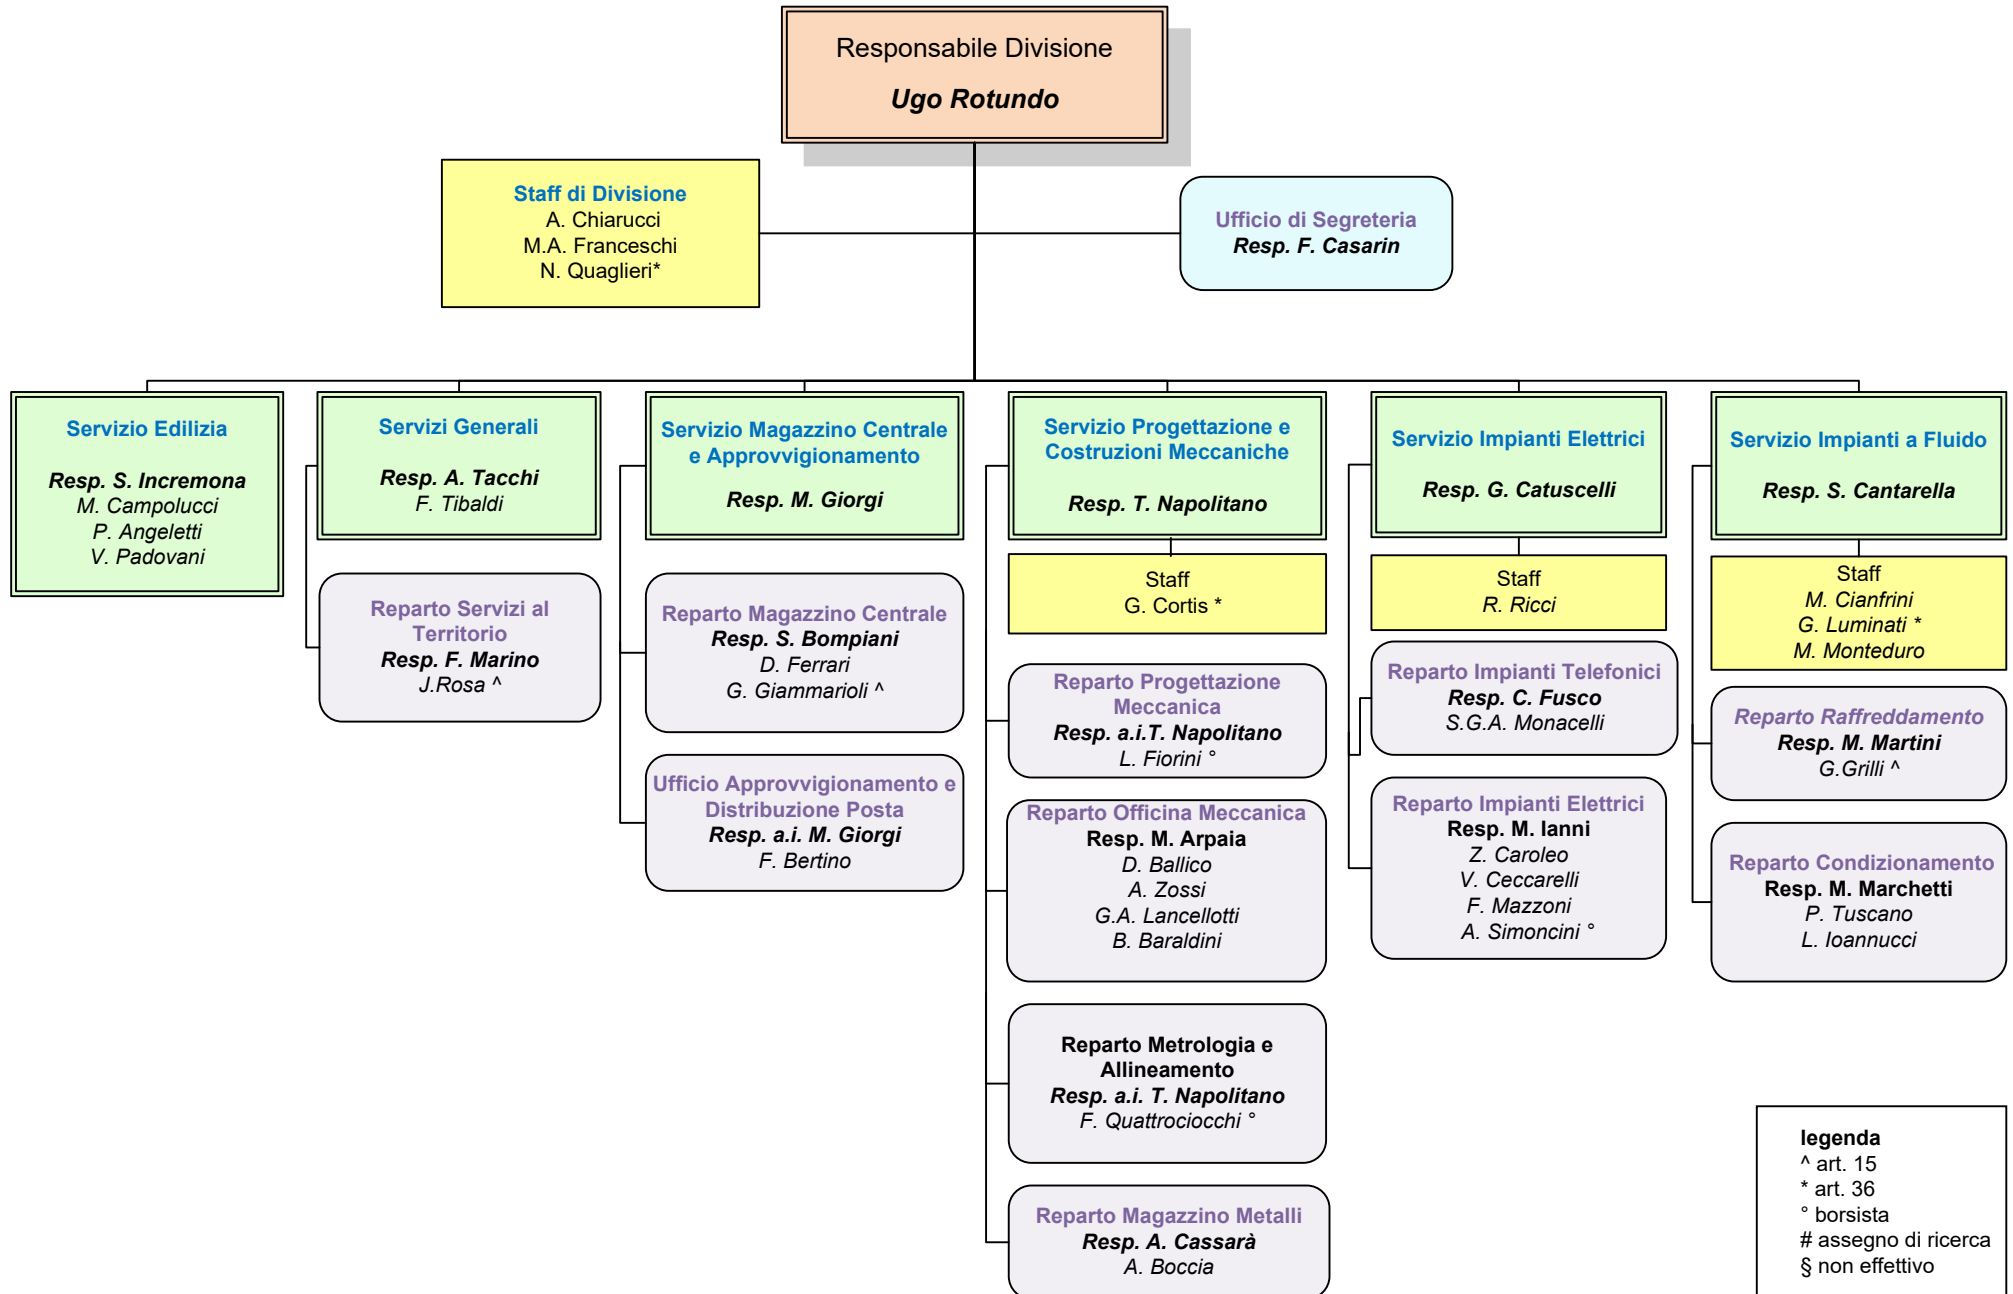 Responsabile Divisione
Ugo Rotundo
Staff di Divisione
A. Chiarucci
M.A. Franceschi
N. Quaglieri*
Ufficio di Segreteria
Resp. F. Casarin
Servizio Edilizia
Resp. S. Incremona
M. Campolucci
P. Angeletti
V. Padovani
Servizi Generali
Resp. A. Tacchi
F. Tibaldi
Reparto Servizi al
Territorio
Resp. F. Marino
J.Rosa ^
Servizio Magazzino Centrale
e Approvvigionamento
Resp. M. Giorgi
Reparto Magazzino Centrale
Resp. S. Bompiani
D. Ferrari
G. Giammarioli ^
Ufficio Approvvigionamento e
Distribuzione Posta
Resp. a.i. M. Giorgi
F. Bertino
Servizio Progettazione e
Costruzioni Meccaniche
Resp. T. Napolitano
Staff
G. Cortis *
Reparto Progettazione
Meccanica
Resp. a.i.T. Napolitano
L. Fiorini °
Reparto Officina Meccanica
Resp. M. Arpaia
D. Ballico
A. Zossi
G.A. Lancellotti
B. Baraldini
Reparto Metrologia e
Allineamento
Resp. a.i. T. Napolitano
F. Quattrociocchi °
Reparto Magazzino Metalli
Resp. A. Cassarà
A. Boccia
Servizio Impianti Elettrici
Resp. G. Catuscelli
Staff
R. Ricci
Reparto Impianti Telefonici
Resp. C. Fusco
S.G.A. Monacelli
Reparto Impianti Elettrici
Resp. M. Ianni
Z. Caroleo
V. Ceccarelli
F. Mazzoni
A. Simoncini °
Servizio Impianti a Fluido
Resp. S. Cantarella
Staff
M. Cianfrini
G. Luminati *
M. Monteduro
Reparto Raffreddamento
Resp. M. Martini
G.Grilli ^
Reparto Condizionamento
Resp. M. Marchetti
P. Tuscano
L. Ioannucci
legenda
^ art. 15
* art. 36
° borsista
# assegno di ricerca
§ non effettivo